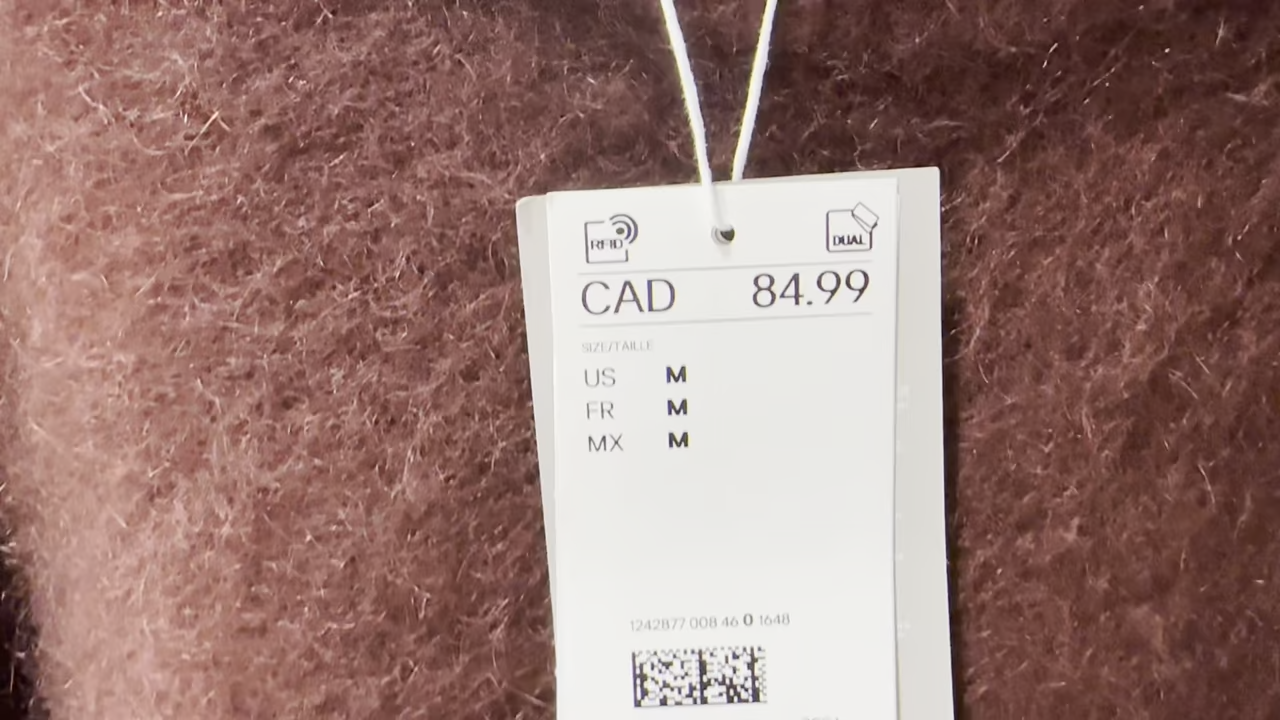 RFID DUAL
CAD 84.99
SIZE/TAILLE
US M
FR M
MX M
1242877 008 46 0 1648